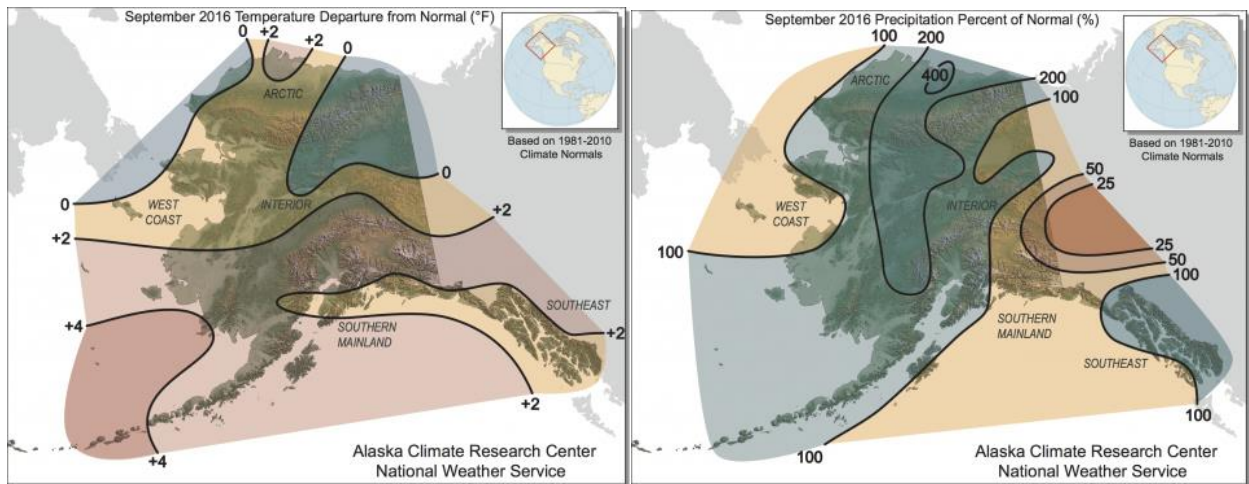 September 2016 Temperature Departure from Normal (°F)
0
+2
+2
0
ARCTIC
Based on 1981-2010
Climate Normals
0
0
WEST
COAST
INTERIOR
+2
+2
+4
SOUTHEAST
SOUTHERN
MAINLAND
+2
+2
+4
Alaska Climate Research Center
National Weather Service
September 2016 Precipitation Percent of Normal (%)
100
200
ARCTIC
400
200
100
Based on 1981-2010
Climate Normals
50
25
WEST
COAST
INTERIOR
100
25
50
100
SOUTHERN
MAINLAND
SOUTHEAST
100
100
Alaska Climate Research Center
National Weather Service